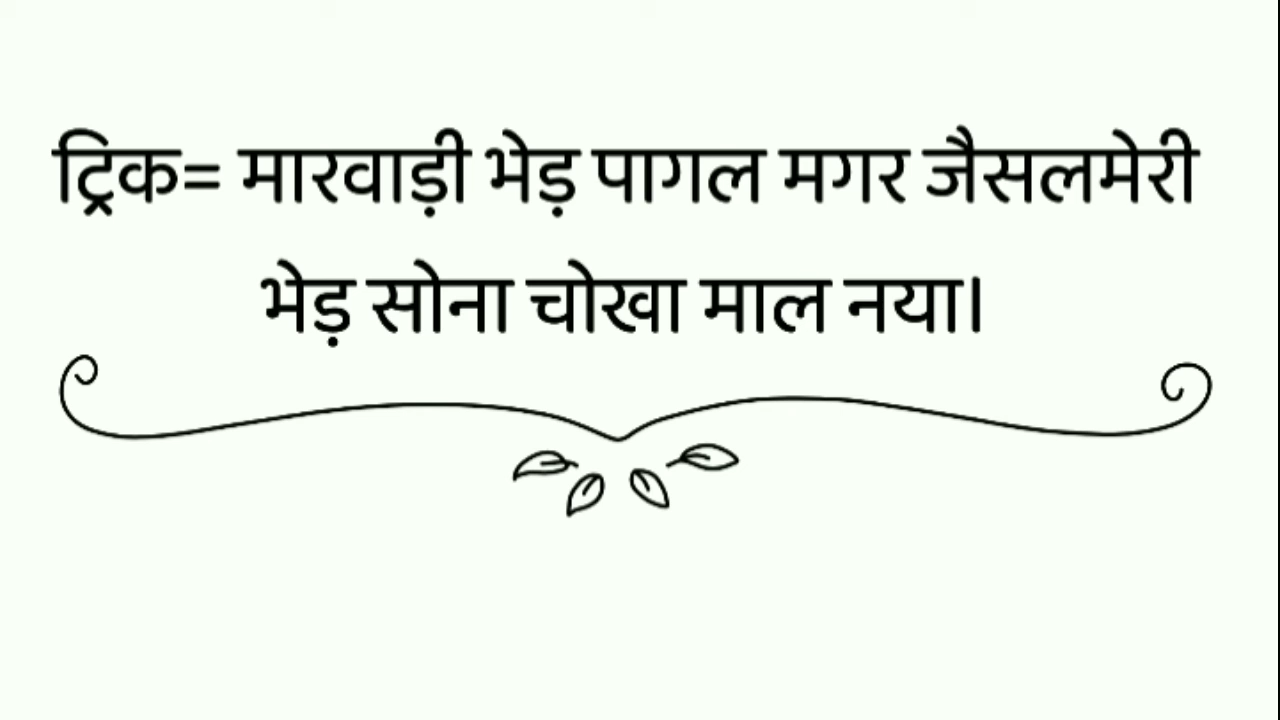 ट्रिक= मारवाड़ी भेड़ पागल मगर जैसलमेरी
भेड़ सोना चोखा माल नया।